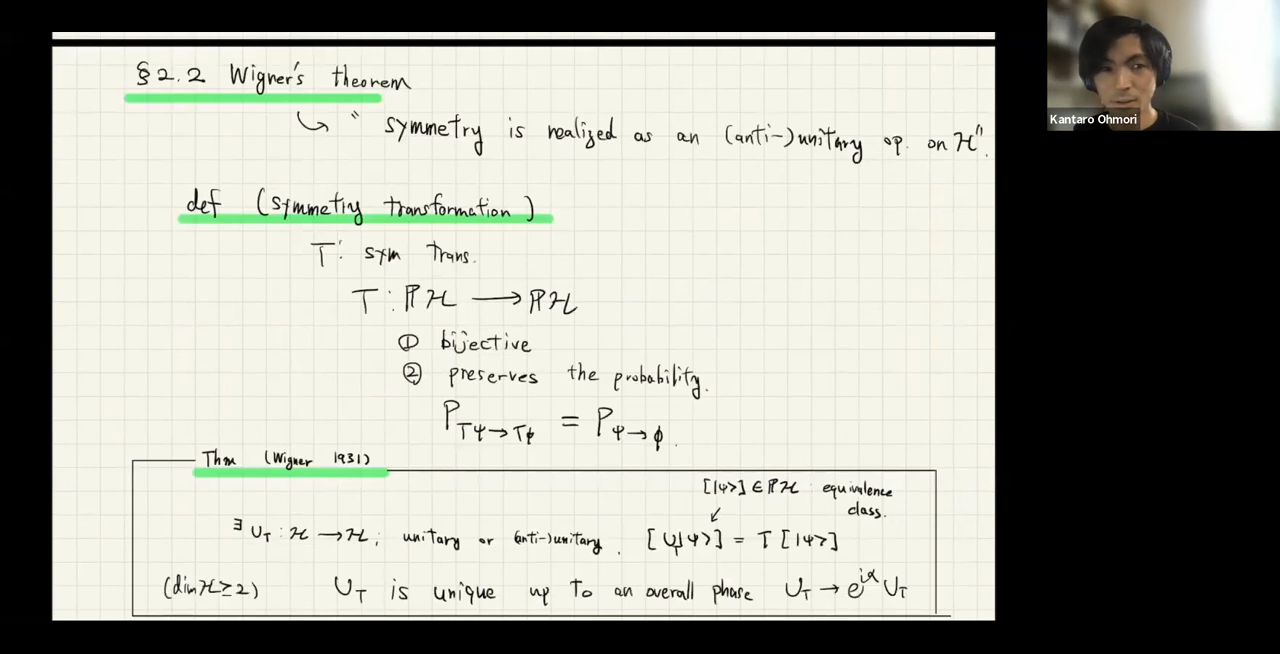 §2.2 Wigner's theorem
↳ "symmetry is realized as an (anti-)unitary op. on ℋ".
def (symmetry transformation)
T: sym trans.
T: ℙℋ → ℙℋ
① bijective
② preserves the probability.
P_{Tψ→Tϕ} = P_{ψ→ϕ}.
Thm (Wigner 1931)
[|ψ>] ∈ ℙℋ : equivalence
class.
∃ U_T : ℋ → ℋ ; unitary or (anti-)unitary. [U_T|ψ>] = T[|ψ>]
(dim ℋ ≥ 2) U_T is unique up to an overall phase U_T → e^{iα} U_T
Kantaro Ohmori